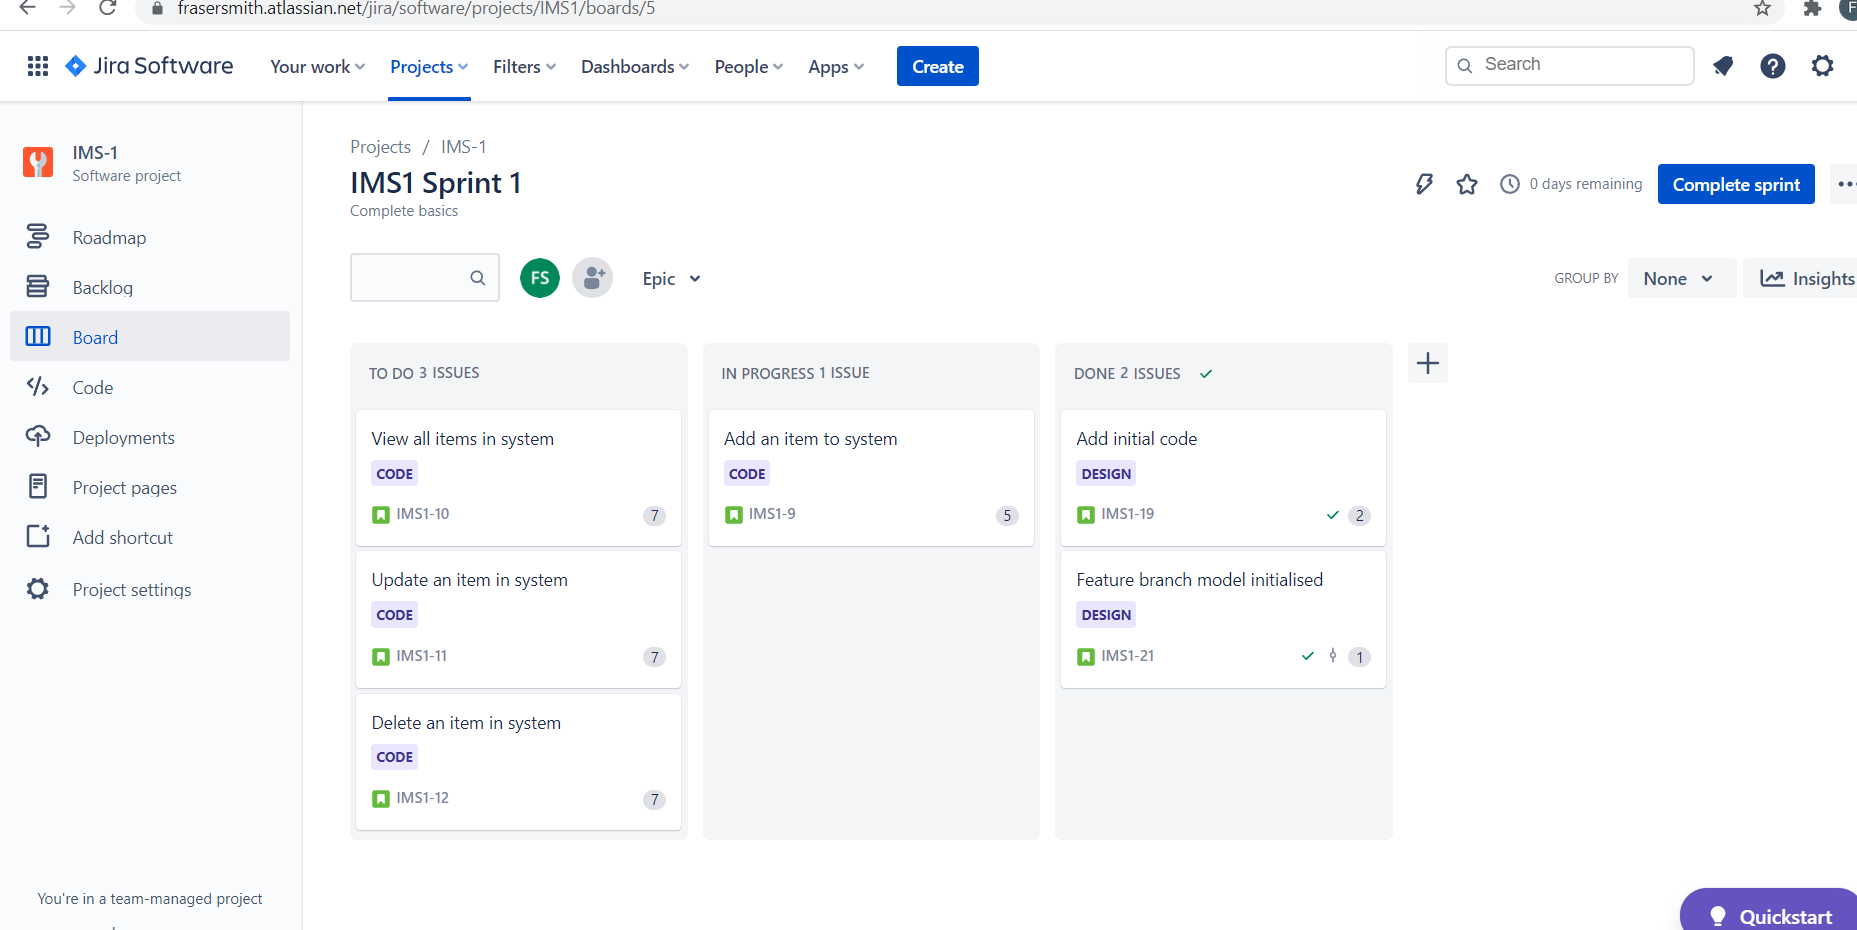 frasersmith.atlassian.net/jira/software/projects/IMS1/boards/5
F
Jira Software
Your work
Projects
Filters
Dashboards
People
Apps
Create
Search
IMS-1
Software project
Roadmap
Backlog
Board
Code
Deployments
Project pages
Add shortcut
Project settings
You're in a team-managed project
Projects / IMS-1
IMS1 Sprint 1
Complete basics
0 days remaining
Complete sprint
FS
Epic
GROUP BY
None
Insights
TO DO 3 ISSUES
View all items in system
CODE
IMS1-10
7
Update an item in system
CODE
IMS1-11
7
Delete an item in system
CODE
IMS1-12
7
IN PROGRESS 1 ISSUE
Add an item to system
CODE
IMS1-9
5
DONE 2 ISSUES
Add initial code
DESIGN
IMS1-19
2
Feature branch model initialised
DESIGN
IMS1-21
1
Quickstart